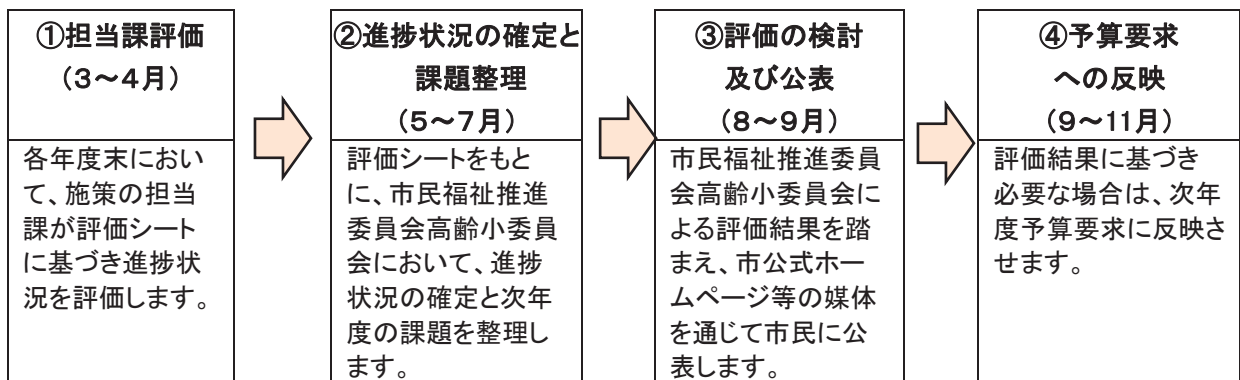 ①担当課評価
(3~4月)
各年度末におい
て、施策の担当
課が評価シート
に基づき進捗状
況を評価します。
②進捗状況の確定と
課題整理
(5~7月)
評価シートをもと
に、市民福祉推進
委員会高齢小委員
会において、進捗
状況の確定と次年
度の課題を整理し
ます。
③評価の検討
及び公表
(8~9月)
市民福祉推進委員
会高齢小委員会に
よる評価結果を踏
まえ、市公式ホー
ムページ等の媒体
を通じて市民に公
表します。
④予算要求
への反映
(9~11月)
評価結果に基づき
必要な場合は、次年
度予算要求に反映さ
せます。